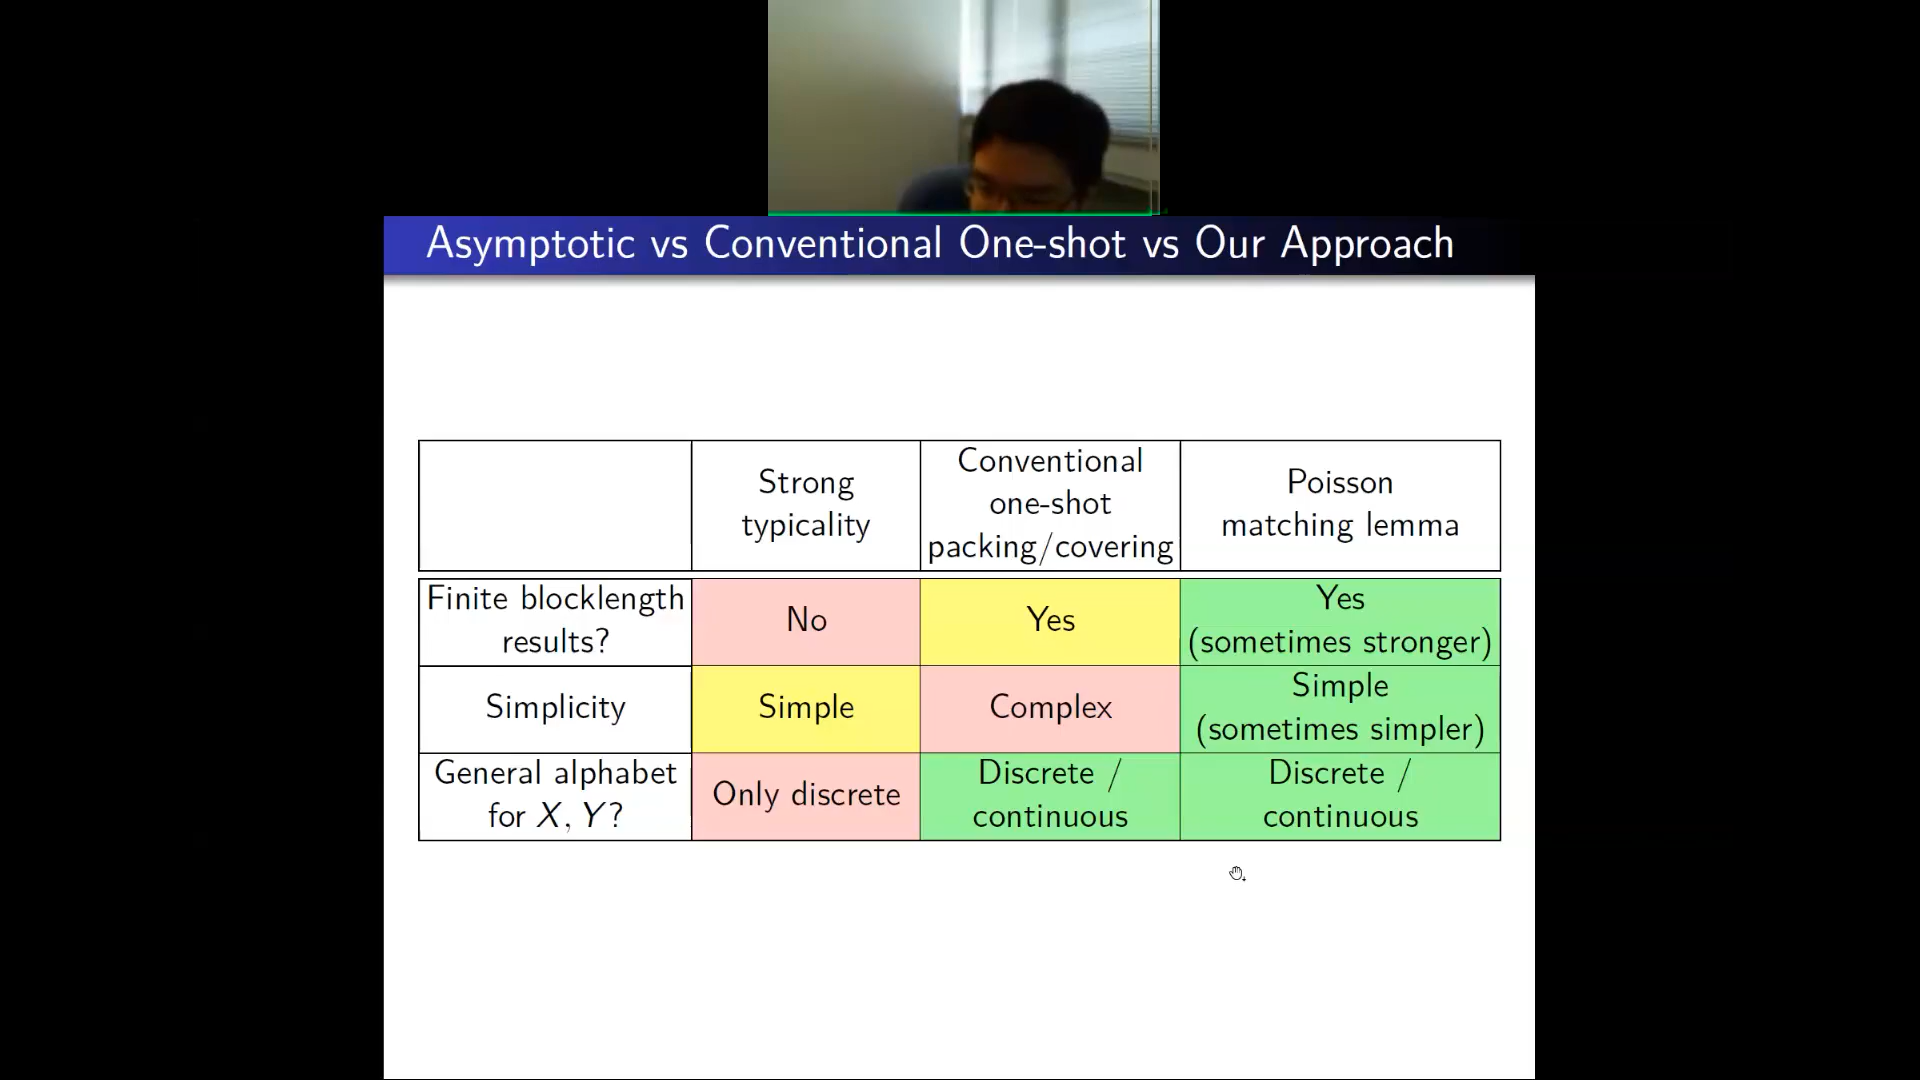 Asymptotic vs Conventional One-shot vs Our Approach
Strong
typicality
Conventional
one-shot
packing/covering
Poisson
matching lemma
Finite blocklength
results?
No
Yes
Yes
(sometimes stronger)
Simplicity
Simple
Complex
Simple
(sometimes simpler)
General alphabet
for X, Y?
Only discrete
Discrete /
continuous
Discrete /
continuous